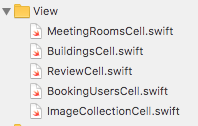 View
MeetingRoomsCell.swift
BuildingsCell.swift
ReviewCell.swift
BookingUsersCell.swift
ImageCollectionCell.swift